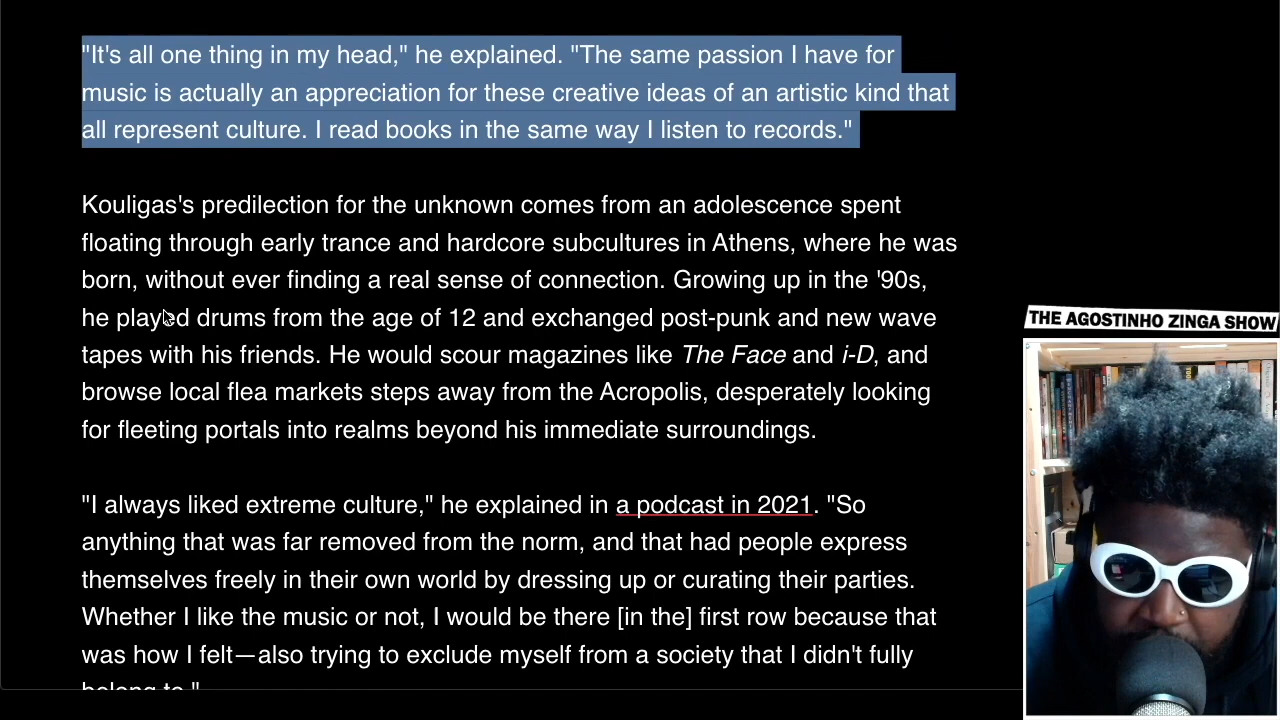 "It's all one thing in my head," he explained. "The same passion I have for
music is actually an appreciation for these creative ideas of an artistic kind that
all represent culture. I read books in the same way I listen to records."
Kouligas's predilection for the unknown comes from an adolescence spent
floating through early trance and hardcore subcultures in Athens, where he was
born, without ever finding a real sense of connection. Growing up in the '90s,
he played drums from the age of 12 and exchanged post-punk and new wave
tapes with his friends. He would scour magazines like The Face and i-D, and
browse local flea markets steps away from the Acropolis, desperately looking
for fleeting portals into realms beyond his immediate surroundings.
"I always liked extreme culture," he explained in a podcast in 2021. "So
anything that was far removed from the norm, and that had people express
themselves freely in their own world by dressing up or curating their parties.
Whether I like the music or not, I would be there [in the] first row because that
was how I felt—also trying to exclude myself from a society that I didn't fully
belong to."
THE AGOSTINHO ZINGA SHOW